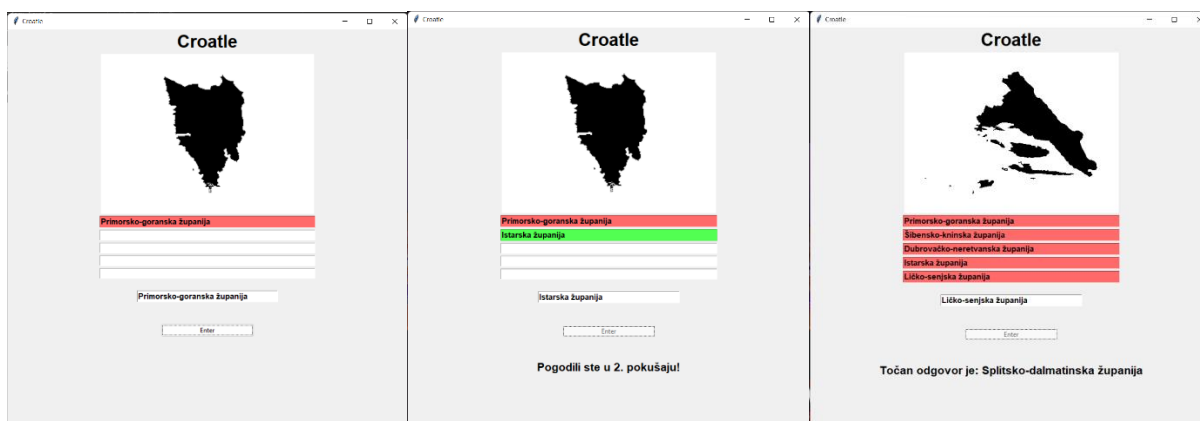 Croatle
Croatle
Primorsko-goranska županija
Primorsko-goranska županija
Enter
Croatle
Croatle
Primorsko-goranska županija
Istarska županija
Istarska županija
Enter
Pogodili ste u 2. pokušaju!
Croatle
Croatle
Primorsko-goranska županija
Šibensko-kninska županija
Dubrovačko-neretvanska županija
Istarska županija
Ličko-senjska županija
Ličko-senjska županija
Enter
Točan odgovor je: Splitsko-dalmatinska županija